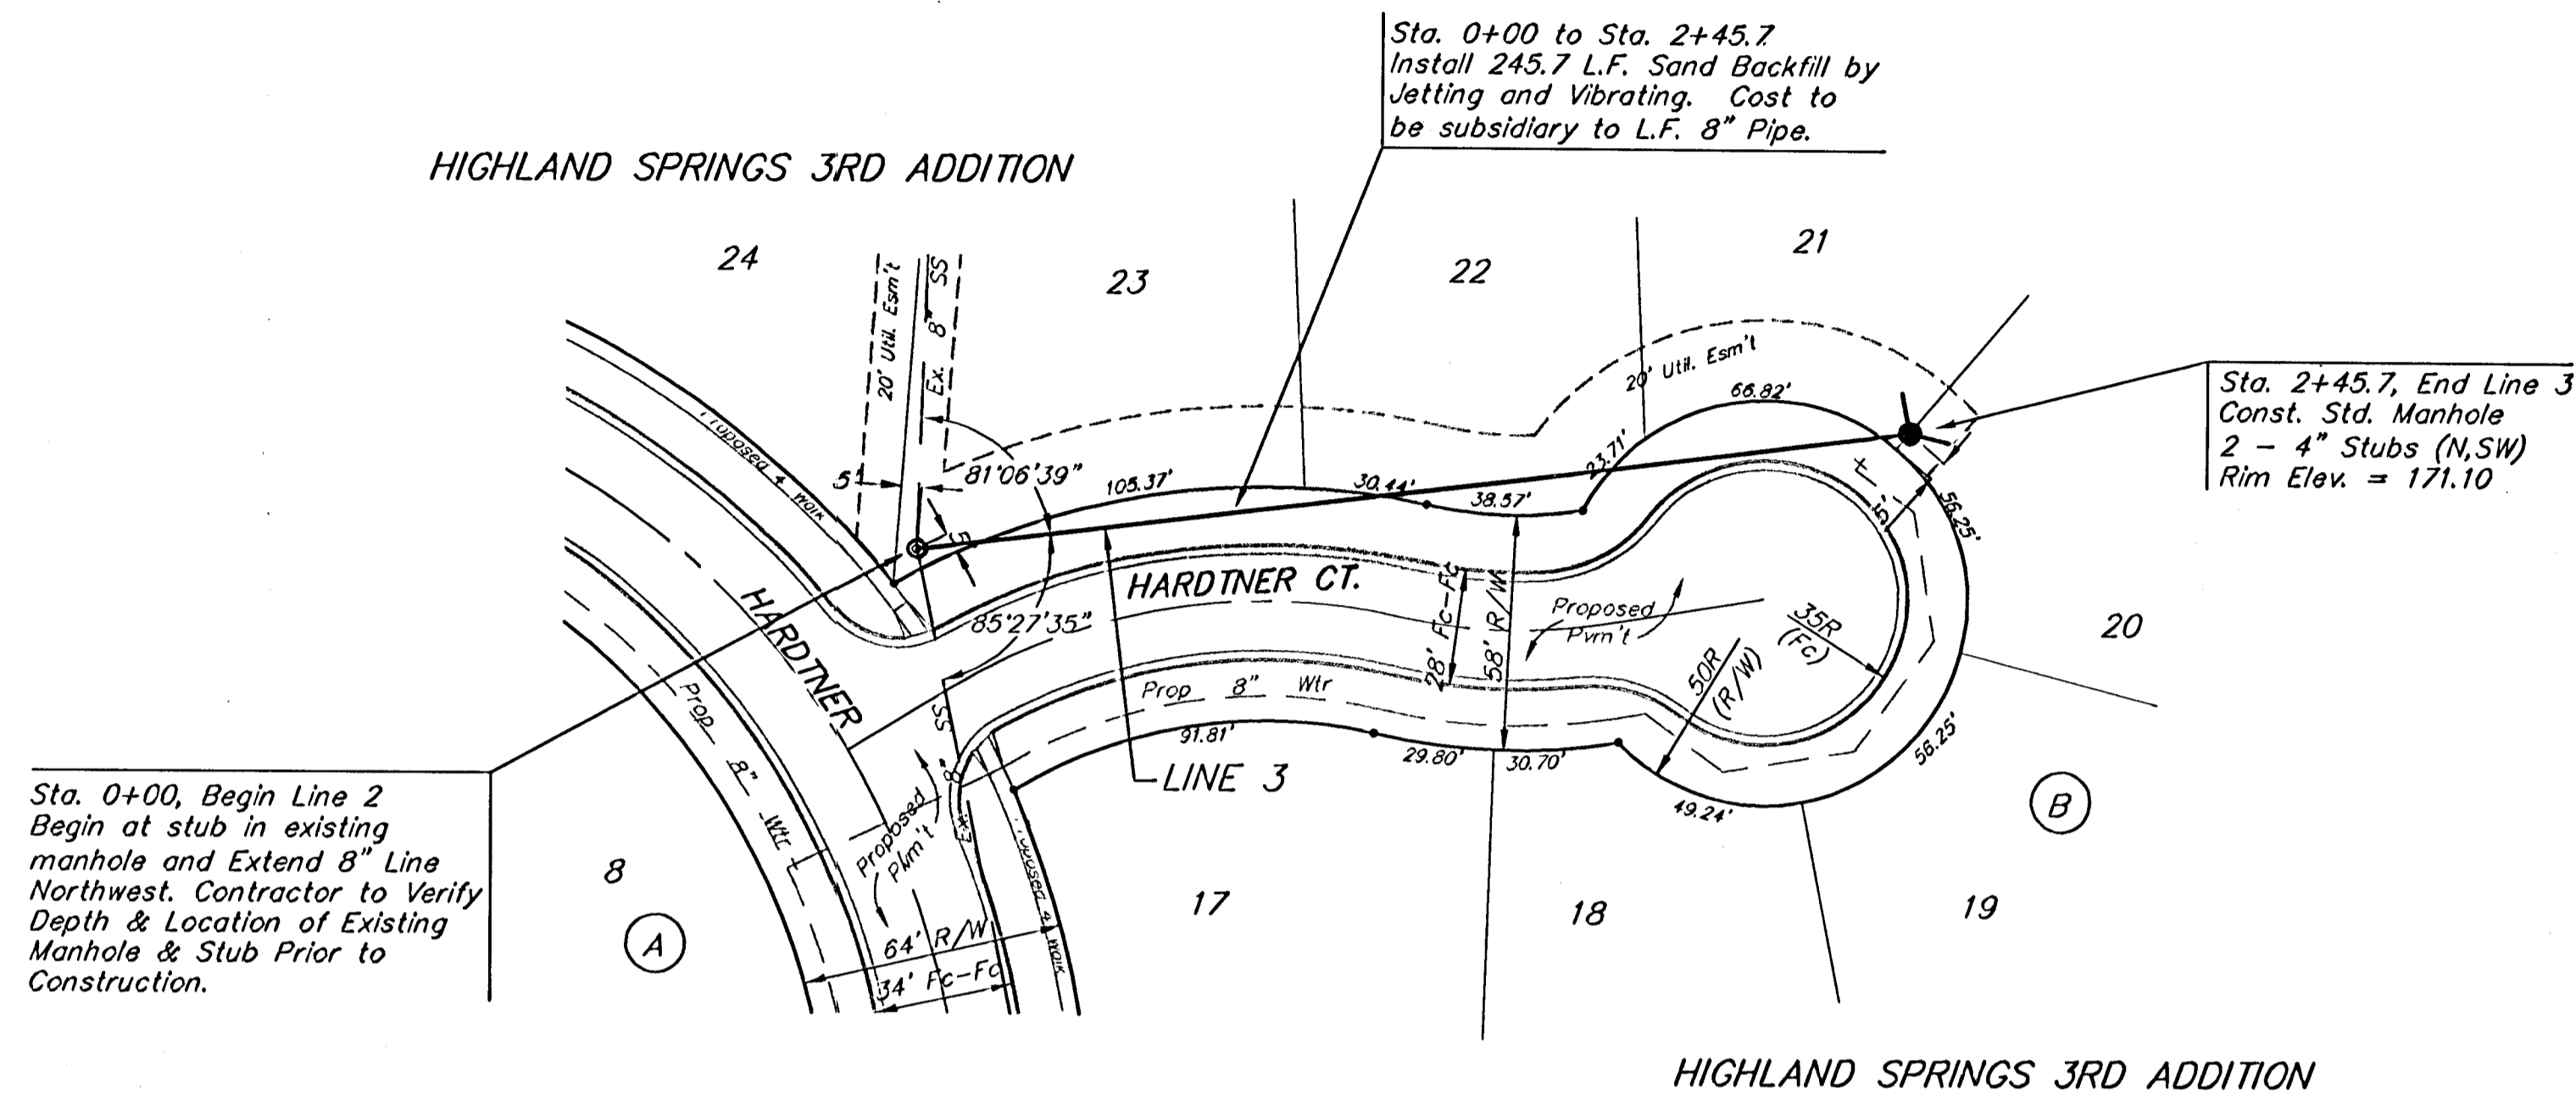 Sta. 0+00 to Sta. 2+45.7
Install 245.7 L.F. Sand Backfill by
Jetting and Vibrating. Cost to
be subsidiary to L.F. 8" Pipe.
HIGHLAND SPRINGS 3RD ADDITION
24
23
22
21
20' Util. Esm't
Ex. 8" SS
20' Util. Esm't
66.82'
Sta. 2+45.7, End Line 3
Const. Std. Manhole
2 - 4" Stubs (N,SW)
Rim Elev. = 171.10
Proposed 4' Walk
5'
81°06'39"
105.37'
30.44'
38.57'
23.71'
5'
15'
56.25'
HARDTNER CT.
HARDTNER
85°27'35"
28' Fc-Fc
58' R/W
Proposed
Pvm't
35R
(Fc)
50R
(R/W)
20
Prop 8" Wtr
Prop 8" Wtr
SS
91.81'
29.80'
30.70'
49.24'
56.25'
LINE 3
B
Sta. 0+00, Begin Line 2
Begin at stub in existing
manhole and Extend 8" Line
Northwest. Contractor to Verify
Depth & Location of Existing
Manhole & Stub Prior to
Construction.
Proposed
Pvm't
Ex. 8"
Proposed 4' Walk
8
A
17
18
19
64' R/W
34' Fc-Fc
HIGHLAND SPRINGS 3RD ADDITION